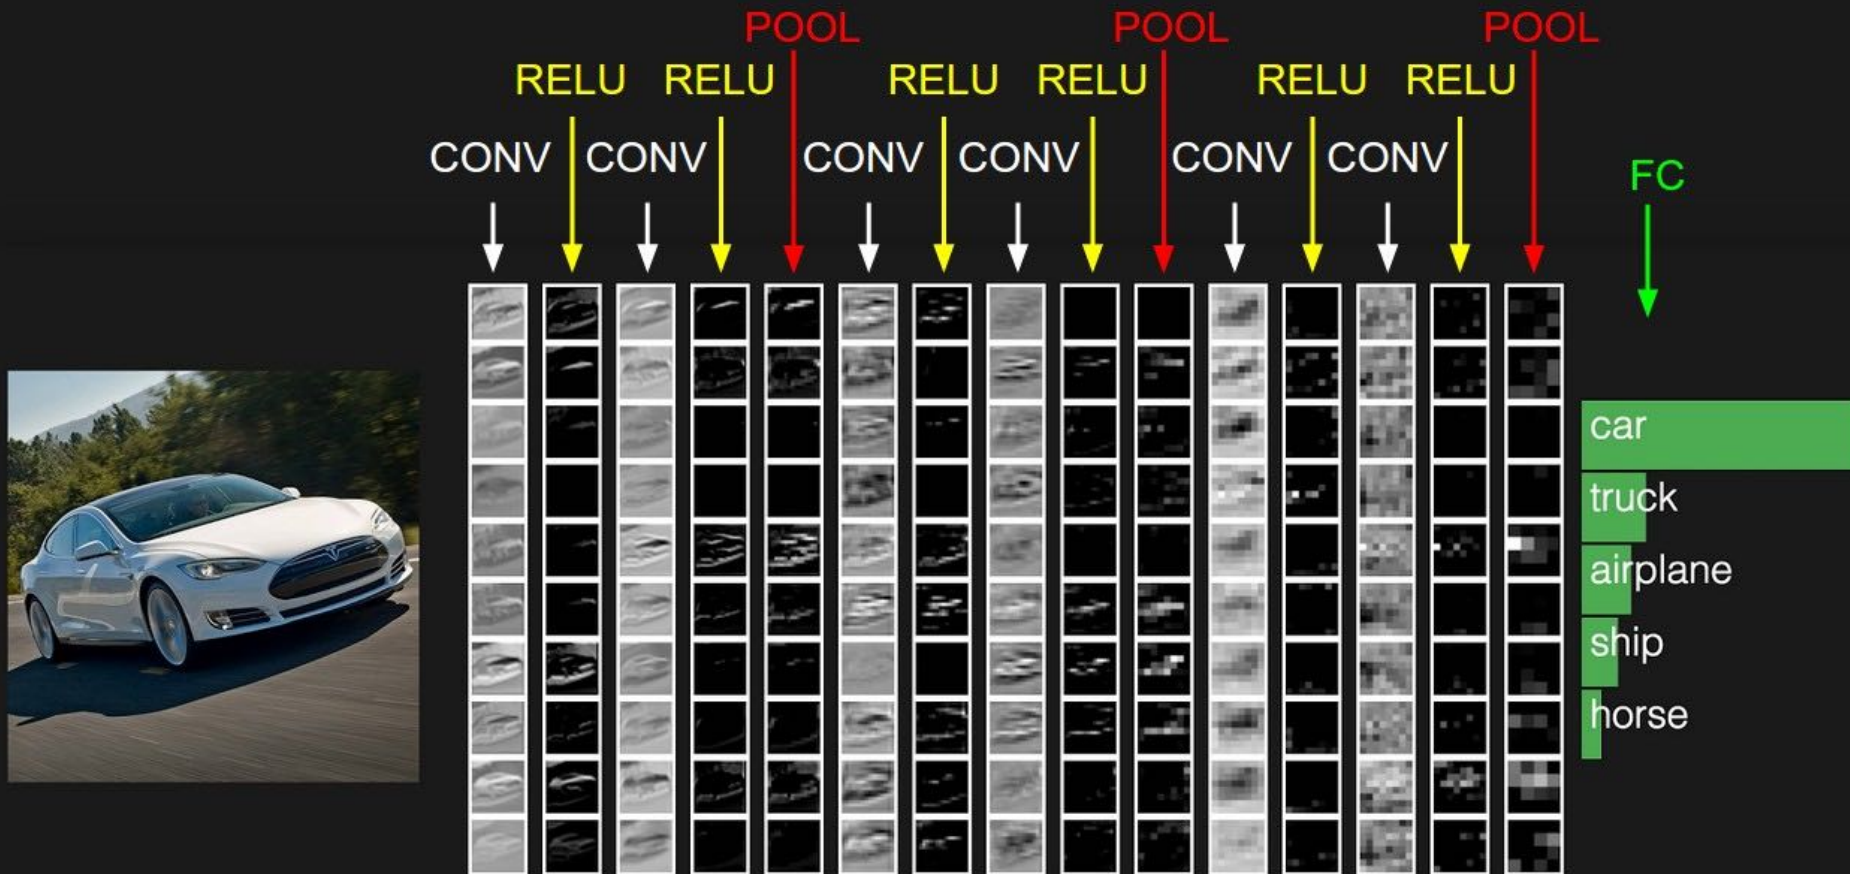 POOL POOL POOL
RELU RELU RELU RELU RELU RELU
CONV CONV CONV CONV CONV CONV
FC
car
truck
airplane
ship
horse